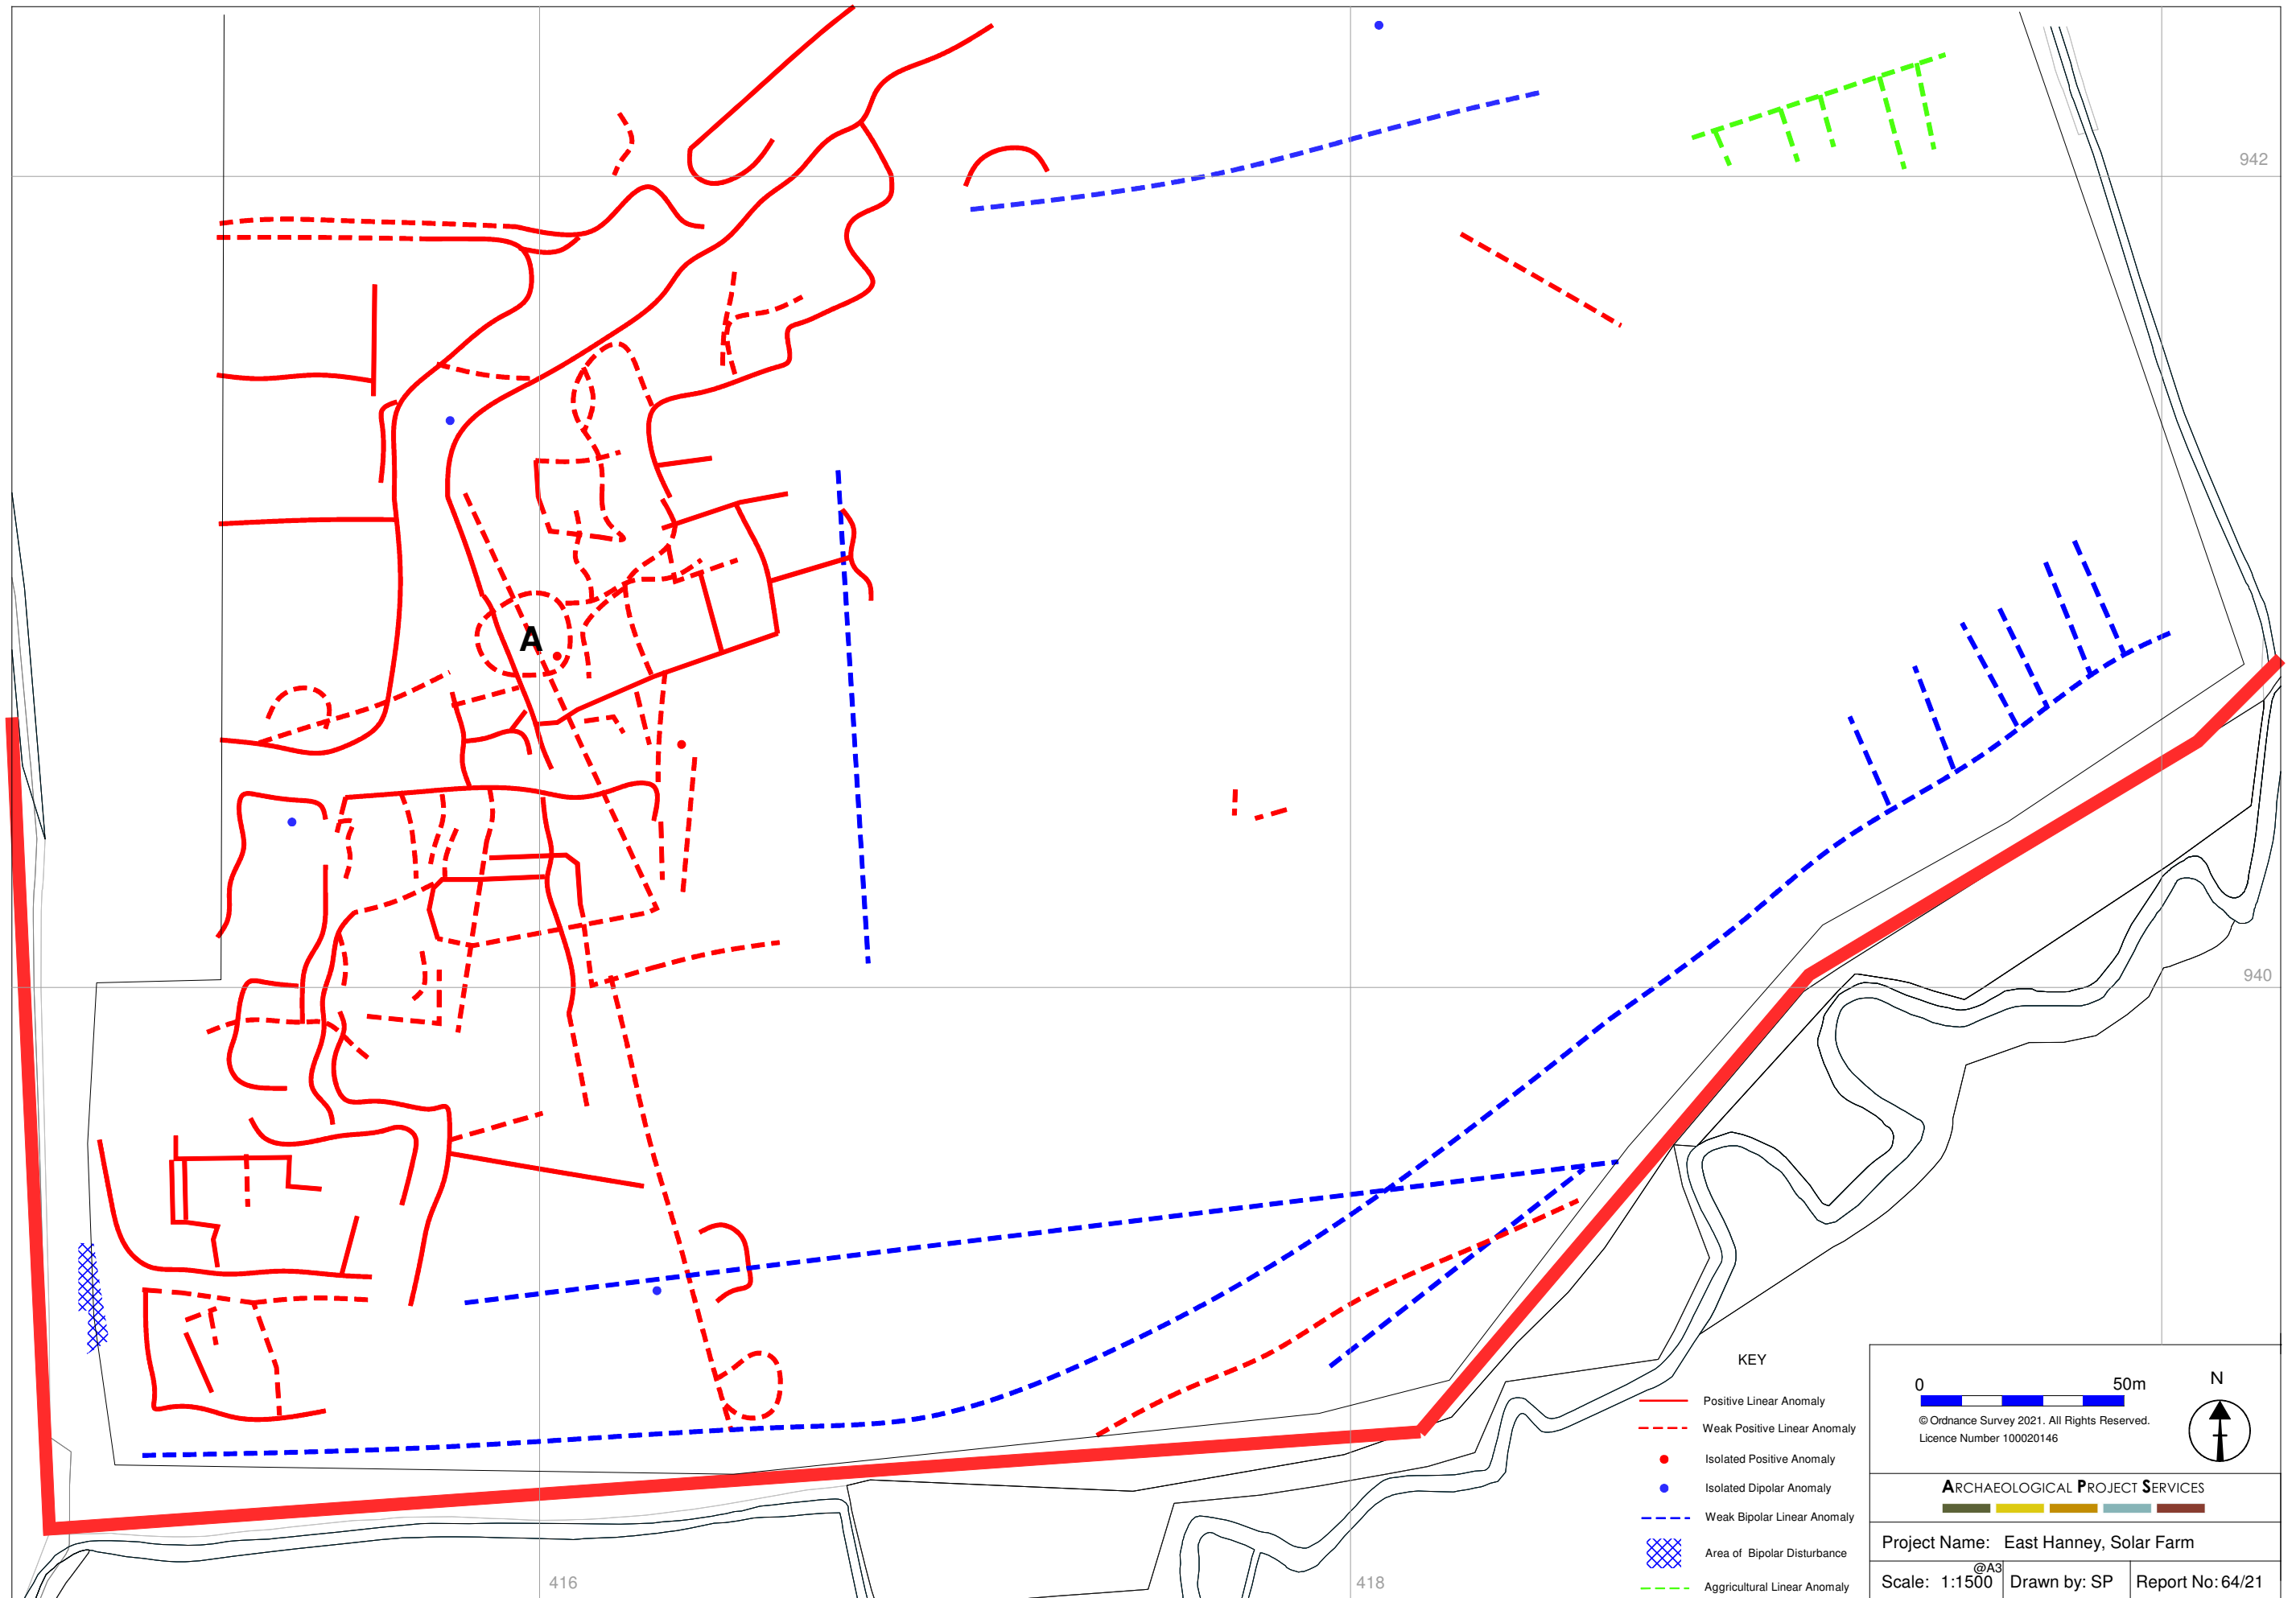 942
A
940
416
418
KEY
Positive Linear Anomaly
Weak Positive Linear Anomaly
Isolated Positive Anomaly
Isolated Dipolar Anomaly
Weak Bipolar Linear Anomaly
Area of Bipolar Disturbance
Aggricultural Linear Anomaly
0 50m
N
© Ordnance Survey 2021. All Rights Reserved.
Licence Number 100020146
ARCHAEOLOGICAL PROJECT SERVICES
Project Name: East Hanney, Solar Farm
Scale: 1:1500 @A3
Drawn by: SP
Report No: 64/21